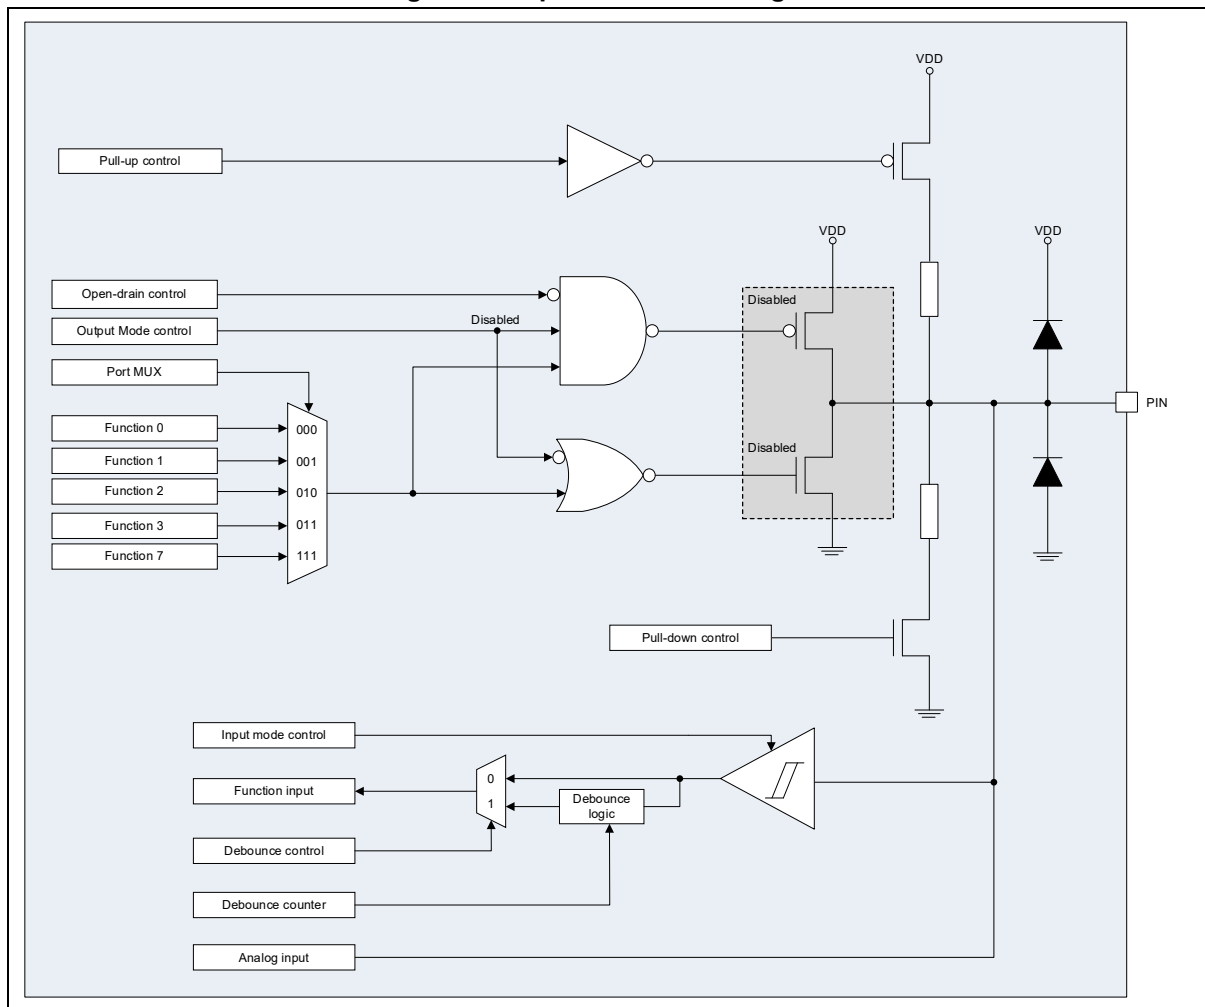 VDD
Pull-up control
VDD
VDD
Open-drain control
Disabled
Output Mode control
Disabled
Port MUX
PIN
Function 0
000
Function 1
001
Disabled
Function 2
010
Function 3
011
Function 7
111
Pull-down control
Input mode control
Function input
0
1
Debounce
logic
Debounce control
Debounce counter
Analog input